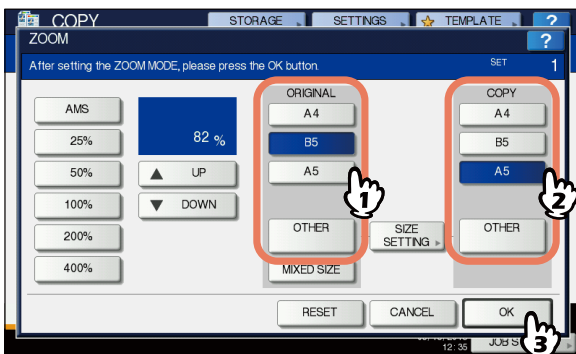 COPY
STORAGE SETTINGS TEMPLATE ?
ZOOM ?
After setting the ZOOM MODE, please press the OK button. SET 1
ORIGINAL COPY
AMS A4 A4
25% 82 % B5 B5
50% UP A5 A5
1 2
100% DOWN
200% OTHER SIZE SETTING OTHER
400% MIXED SIZE
RESET CANCEL OK
3
12:35 JOB S